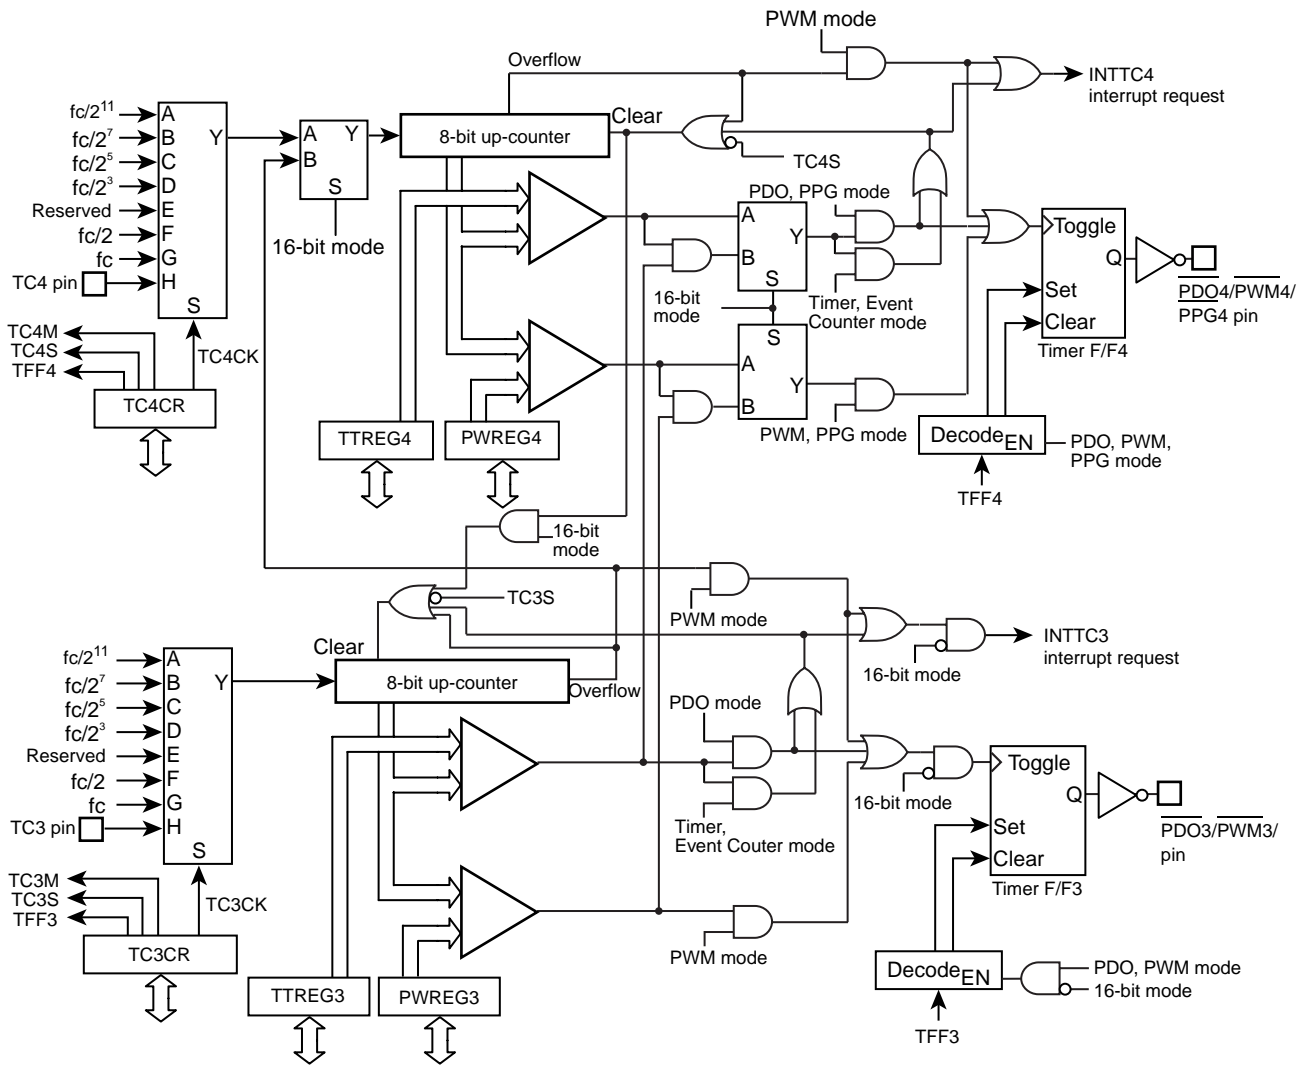 PWM mode
Overflow
INTTC4
interrupt request
fc/2¹¹
fc/2⁷
fc/2⁵
fc/2³
Reserved
fc/2
fc
TC4 pin
A
B
C
D
E
F
G
H
Y
S
A
B
Y
S
16-bit mode
8-bit up-counter
Clear
TC4S
PDO, PPG mode
A
B
Y
S
16-bit
mode
Timer, Event
Counter mode
S
A
B
Y
PWM, PPG mode
Toggle
Q
Set
Clear
Timer F/F4
PDO4/PWM4/
PPG4 pin
TC4M
TC4S
TFF4
TC4CK
TC4CR
TTREG4
PWREG4
Decode EN
PDO, PWM,
PPG mode
TFF4
16-bit
mode
TC3S
PWM mode
INTTC3
interrupt request
16-bit mode
Clear
8-bit up-counter
Overflow
fc/2¹¹
fc/2⁷
fc/2⁵
fc/2³
Reserved
fc/2
fc
TC3 pin
A
B
C
D
E
F
G
H
Y
S
PDO mode
Timer,
Event Couter mode
16-bit mode
Toggle
Q
Set
Clear
Timer F/F3
PDO3/PWM3/
pin
TC3M
TC3S
TFF3
TC3CK
TC3CR
TTREG3
PWREG3
PWM mode
Decode EN
PDO, PWM mode
16-bit mode
TFF3